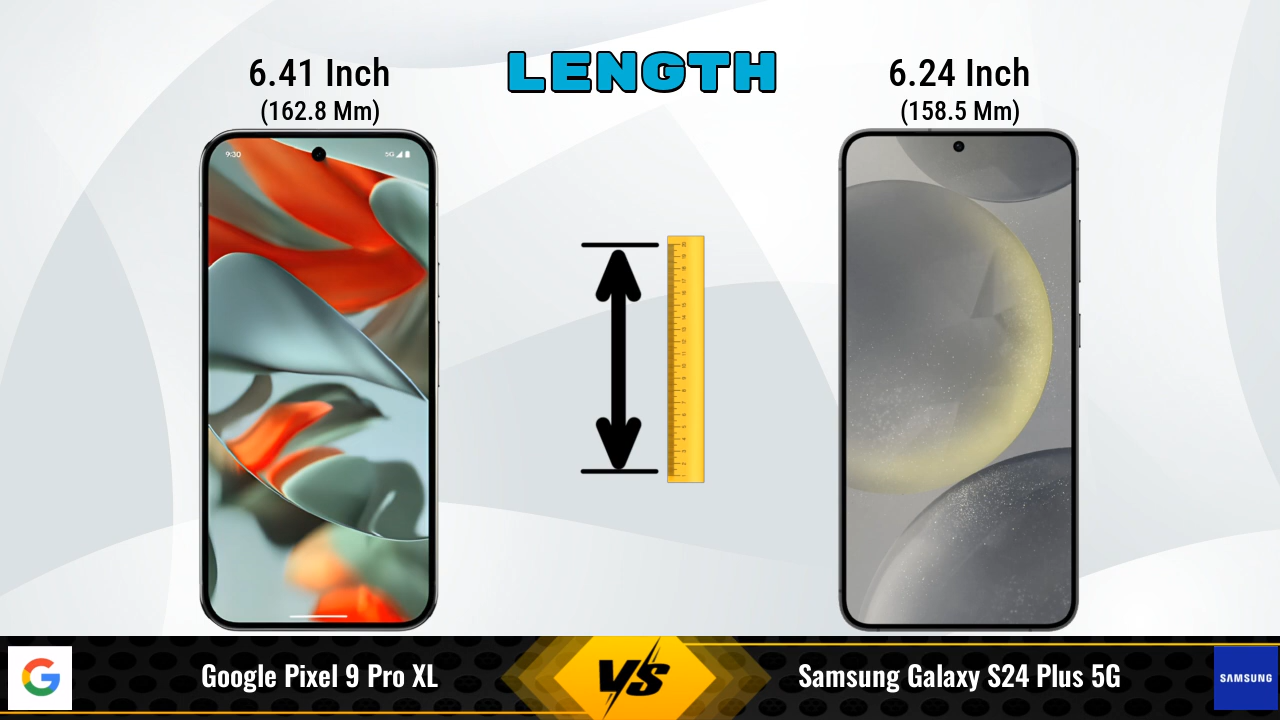 LENGTH
6.41 Inch
(162.8 Mm)
6.24 Inch
(158.5 Mm)
9:30
5G
Google Pixel 9 Pro XL
VS
Samsung Galaxy S24 Plus 5G
G
SAMSUNG